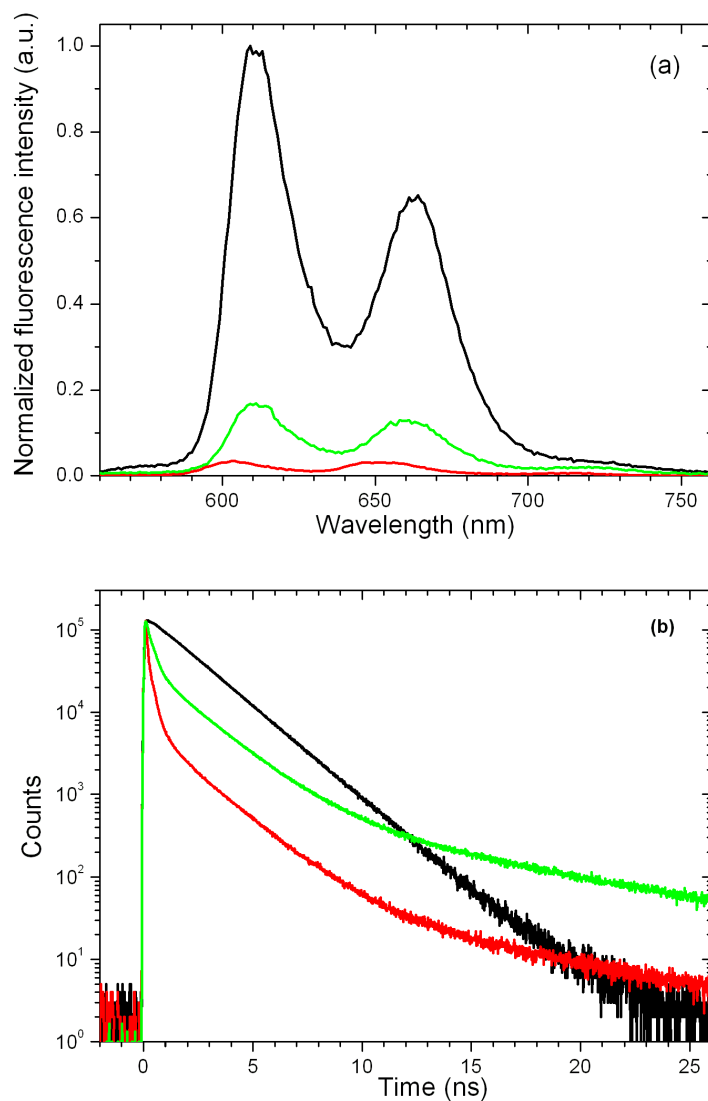 (a)
Normalized fluorescence intensity (a.u.)
1.0
0.8
0.6
0.4
0.2
0.0
600 650 700 750
Wavelength (nm)
(b)
Counts
10^5
10^4
10^3
10^2
10^1
10^0
0 5 10 15 20 25
Time (ns)